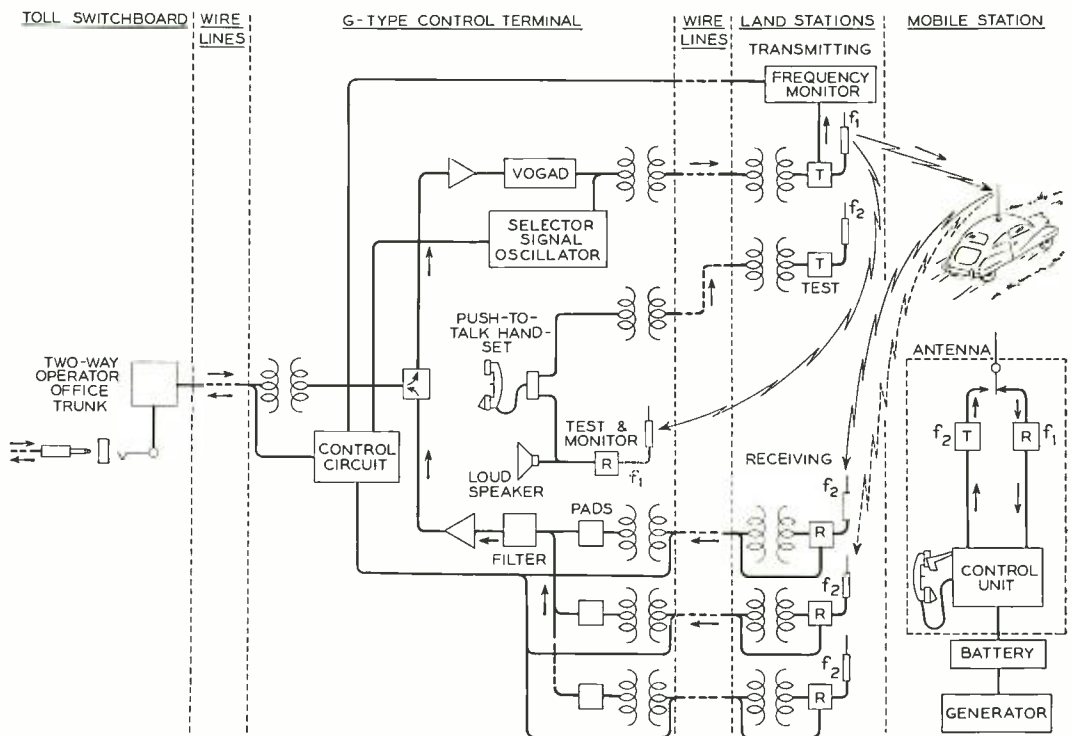 TOLL SWITCHBOARD
WIRE
LINES
G-TYPE CONTROL TERMINAL
WIRE
LINES
LAND STATIONS
MOBILE STATION
TRANSMITTING
FREQUENCY
MONITOR
f1
T
VOGAD
SELECTOR
SIGNAL
OSCILLATOR
f2
T
TEST
PUSH-TO-
TALK HAND-
SET
TWO-WAY
OPERATOR
OFFICE
TRUNK
CONTROL
CIRCUIT
TEST &
MONITOR
LOUD
SPEAKER
R
f1
RECEIVING
f2
R
PADS
FILTER
f2
R
f2
R
ANTENNA
f2
T
R
f1
CONTROL
UNIT
BATTERY
GENERATOR